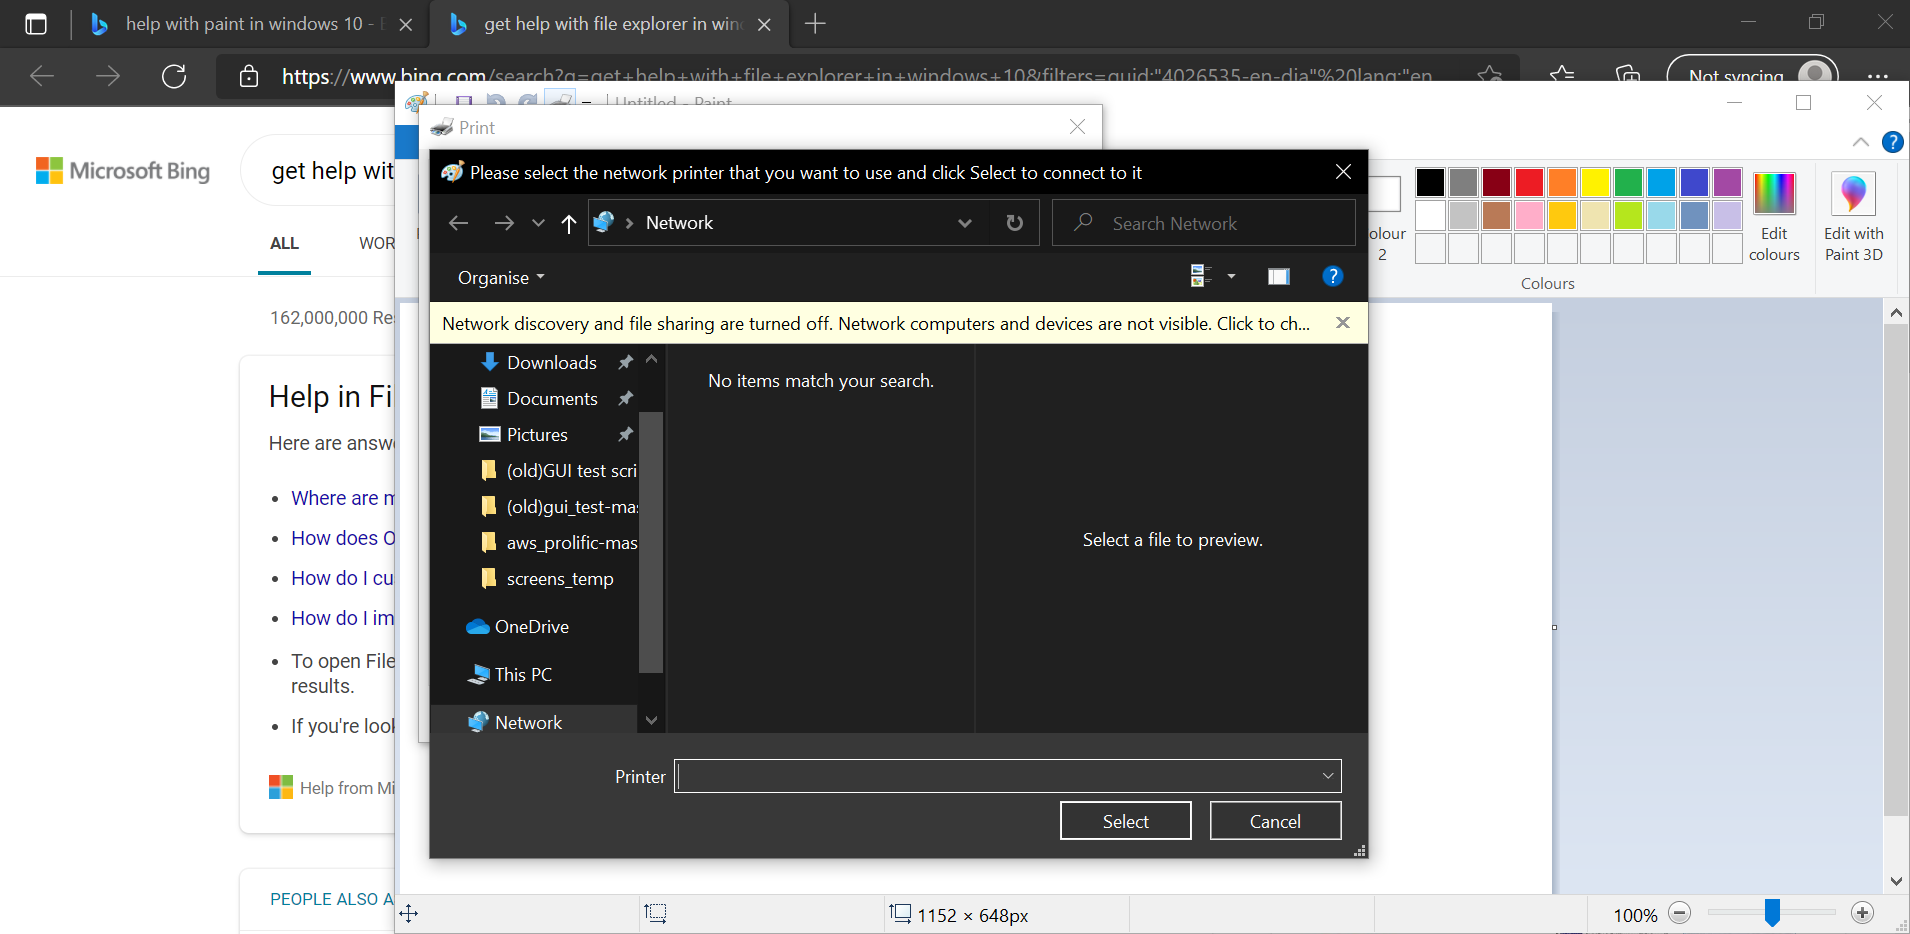 help with paint in windows 10 -
get help with file explorer in win
https://www.bing.com/search?q=get+help+with+file+explorer+in+windows+10&filters=guid:"4026535-en-dia"%20lang:"en
Not syncing
Untitled - Paint
Print
Microsoft Bing
get help wit
Please select the network printer that you want to use and click Select to connect to it
Network
Search Network
ALL
WOR
olour
2
Edit
colours
Edit with
Paint 3D
Colours
Organise
162,000,000 Re
Network discovery and file sharing are turned off. Network computers and devices are not visible. Click to ch...
Downloads
Documents
Pictures
(old)GUI test scri
(old)gui_test-mas
aws_prolific-mas
screens_temp
OneDrive
This PC
Network
No items match your search.
Select a file to preview.
Help in Fi
Here are answ
Where are m
How does O
How do I cu
How do I im
To open File
results.
If you're look
Help from Mi
Printer
Select
Cancel
PEOPLE ALSO A
1152 × 648px
100%